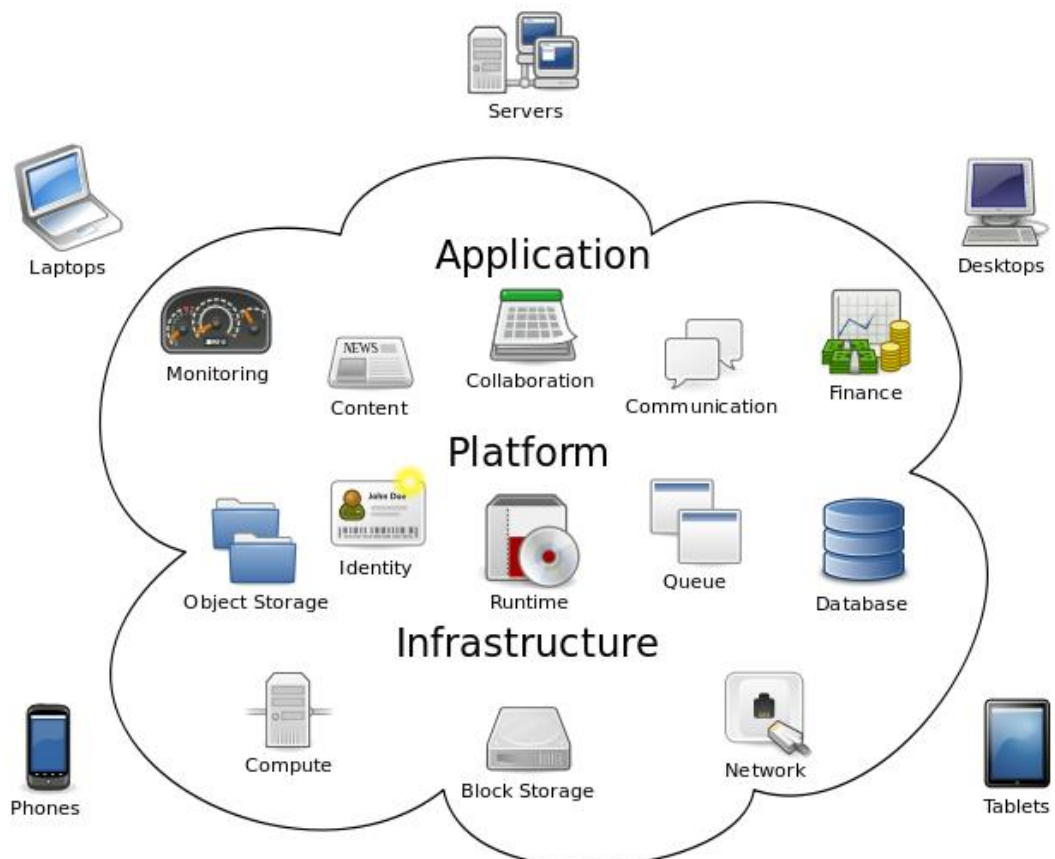 Servers
Laptops
Desktops
Application
Monitoring
NEWS
Content
Collaboration
Communication
Finance
Platform
Object Storage
John Doe
Identity
Runtime
Queue
Database
Infrastructure
Compute
Block Storage
Network
Phones
Tablets